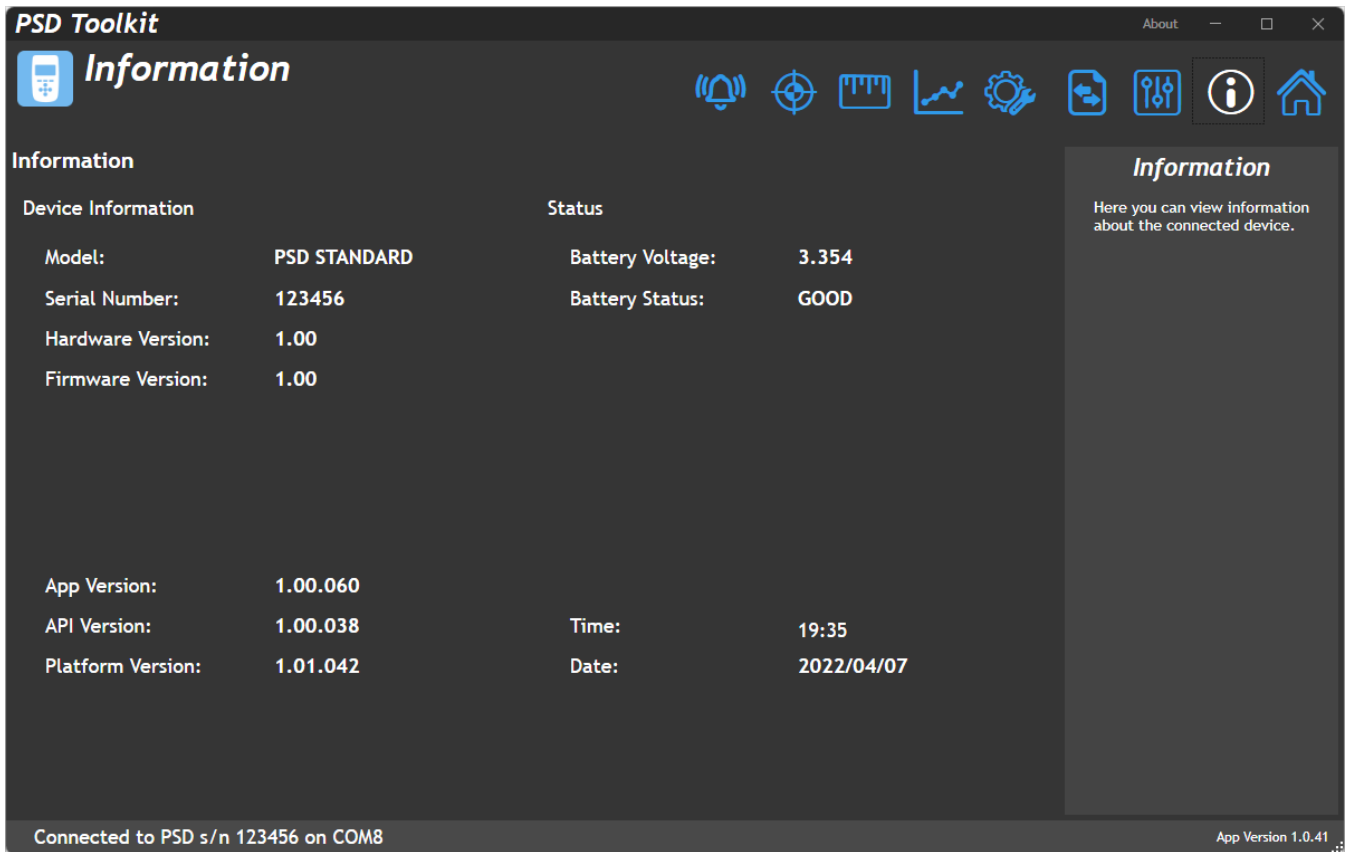 PSD Toolkit
About
Information
Information
Device Information
Model: PSD STANDARD
Serial Number: 123456
Hardware Version: 1.00
Firmware Version: 1.00
App Version: 1.00.060
API Version: 1.00.038
Platform Version: 1.01.042
Status
Battery Voltage: 3.354
Battery Status: GOOD
Time: 19:35
Date: 2022/04/07
Information
Here you can view information
about the connected device.
Connected to PSD s/n 123456 on COM8
App Version 1.0.41